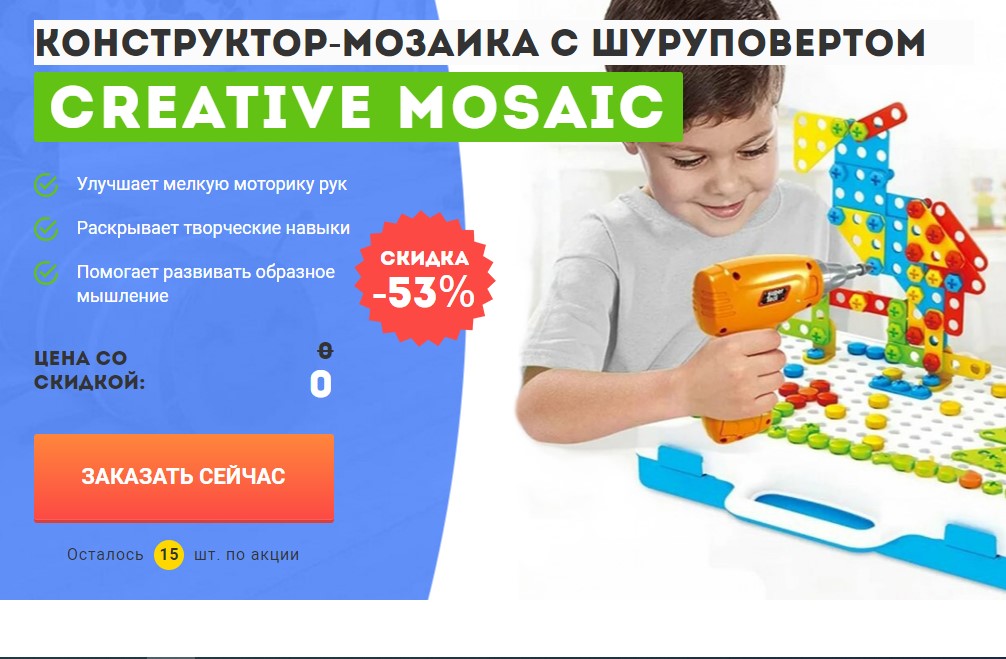 КОНСТРУКТОР-МОЗАИКА С ШУРУПОВЕРТОМ
CREATIVE MOSAIC
Улучшает мелкую моторику рук
Раскрывает творческие навыки
Помогает развивать образное
мышление
СКИДКА
-53%
ЦЕНА СО
СКИДКОЙ:
0
0
ЗАКАЗАТЬ СЕЙЧАС
Осталось 15 шт. по акции